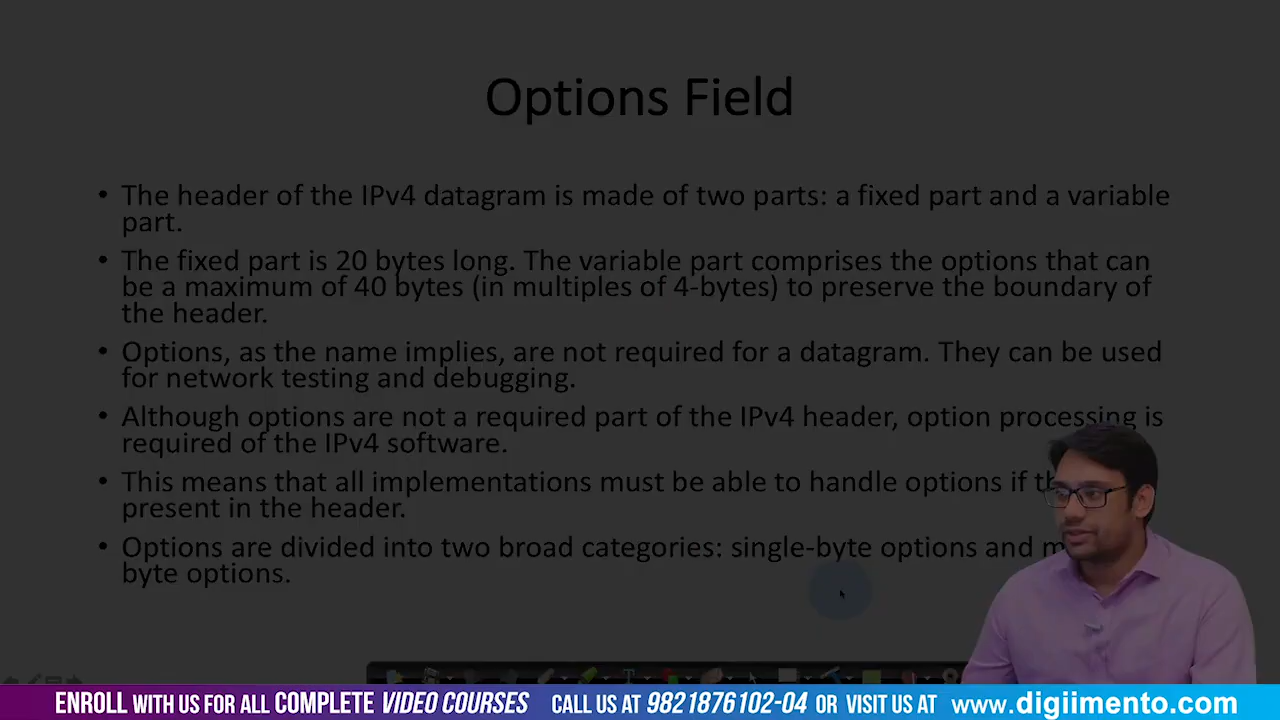 Options Field
• The header of the IPv4 datagram is made of two parts: a fixed part and a variable
part.
• The fixed part is 20 bytes long. The variable part comprises the options that can
be a maximum of 40 bytes (in multiples of 4-bytes) to preserve the boundary of
the header.
• Options, as the name implies, are not required for a datagram. They can be used
for network testing and debugging.
• Although options are not a required part of the IPv4 header, option processing is
required of the IPv4 software.
• This means that all implementations must be able to handle options if
present in the header.
• Options are divided into two broad categories: single-byte options and
byte options.
ENROLL WITH US FOR ALL COMPLETE VIDEO COURSES CALL US AT 9821876102-04 OR VISIT US AT www.digiimento.com